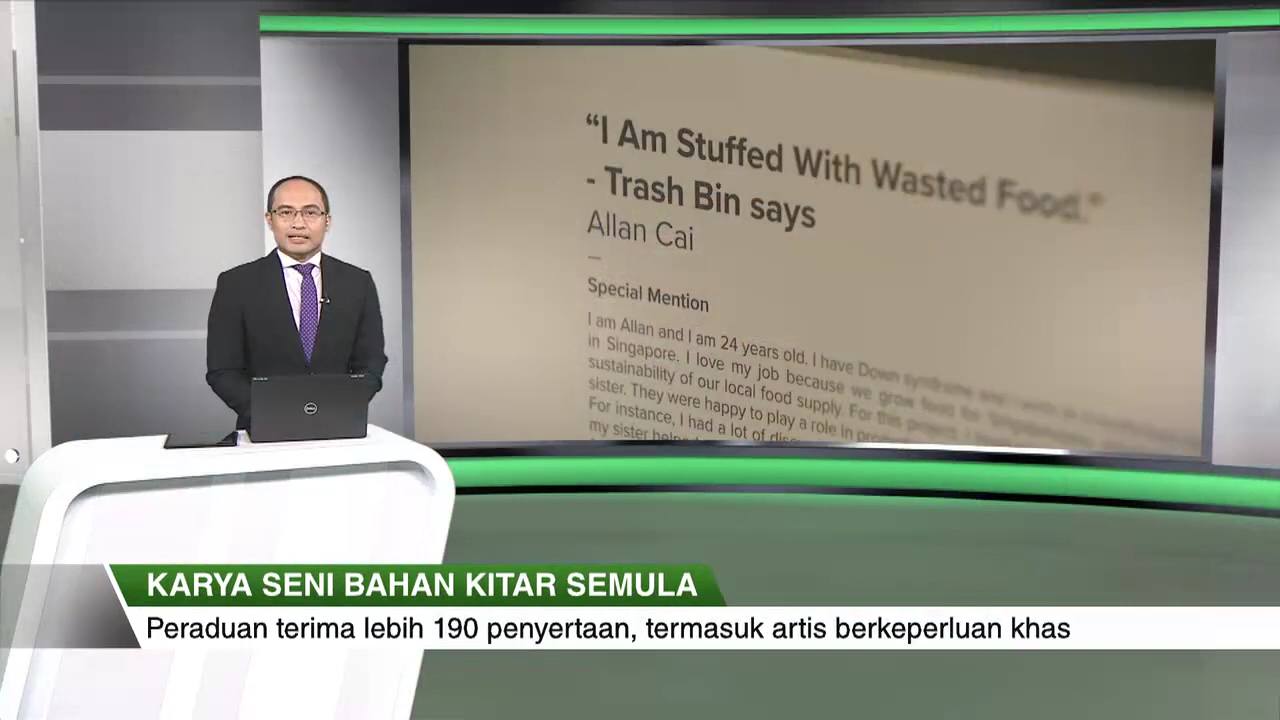 “I Am Stuffed With Wasted Food.”
- Trash Bin says
Allan Cai
—
Special Mention
I am Allan and I am 24 years old. I have Down syndrome and
in Singapore. I love my job because we grow food for
sustainability of our local food supply. For this
sister. They were happy to play a role in
For instance, I had a lot of
my sister
DELL
KARYA SENI BAHAN KITAR SEMULA
Peraduan terima lebih 190 penyertaan, termasuk artis berkeperluan khas